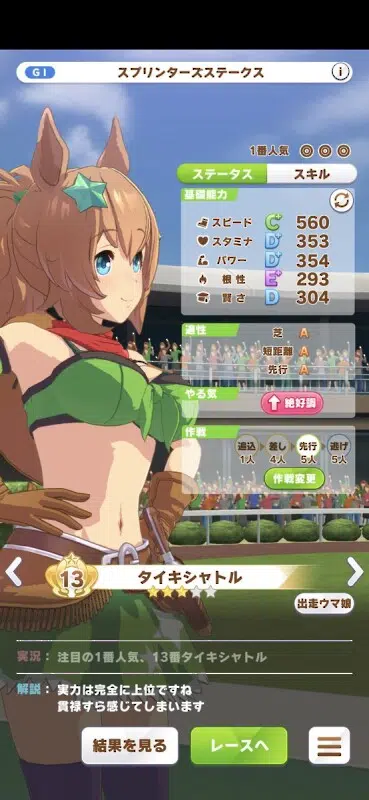 GI スプリンターズステークス i
1番人気 ◎ ◎ ◎
ステータス スキル
基礎能力
スピード C+ 560
スタミナ D+ 353
パワー D+ 354
根性 E+ 293
賢さ D 304
適性
芝 A
短距離 A
先行 A
やる気
絶好調
作戦
追込 差し 先行 逃げ
1人 4人 5人 5人
作戦変更
13 タイキシャトル
出走ウマ娘
実況： 注目の1番人気、13番タイキシャトル
解説： 実力は完全に上位ですね
貫禄すら感じてしまいます
結果を見る レースへ